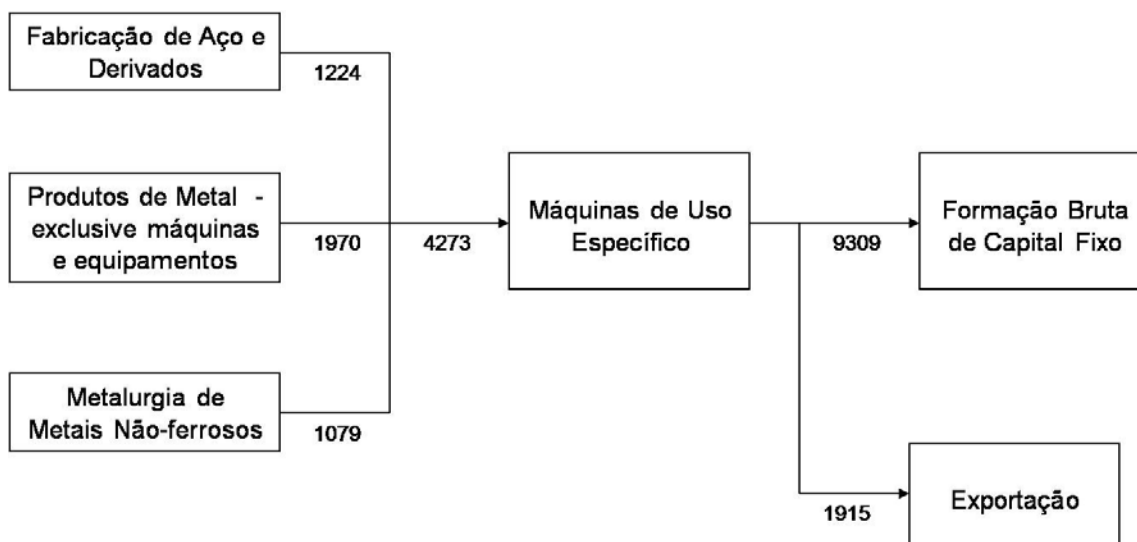 Fabricação de Aço e
Derivados
1224
Produtos de Metal -
exclusive máquinas
e equipamentos
1970
4273
Metalurgia de
Metais Não-ferrosos
1079
Máquinas de Uso
Específico
9309
Formação Bruta
de Capital Fixo
1915
Exportação